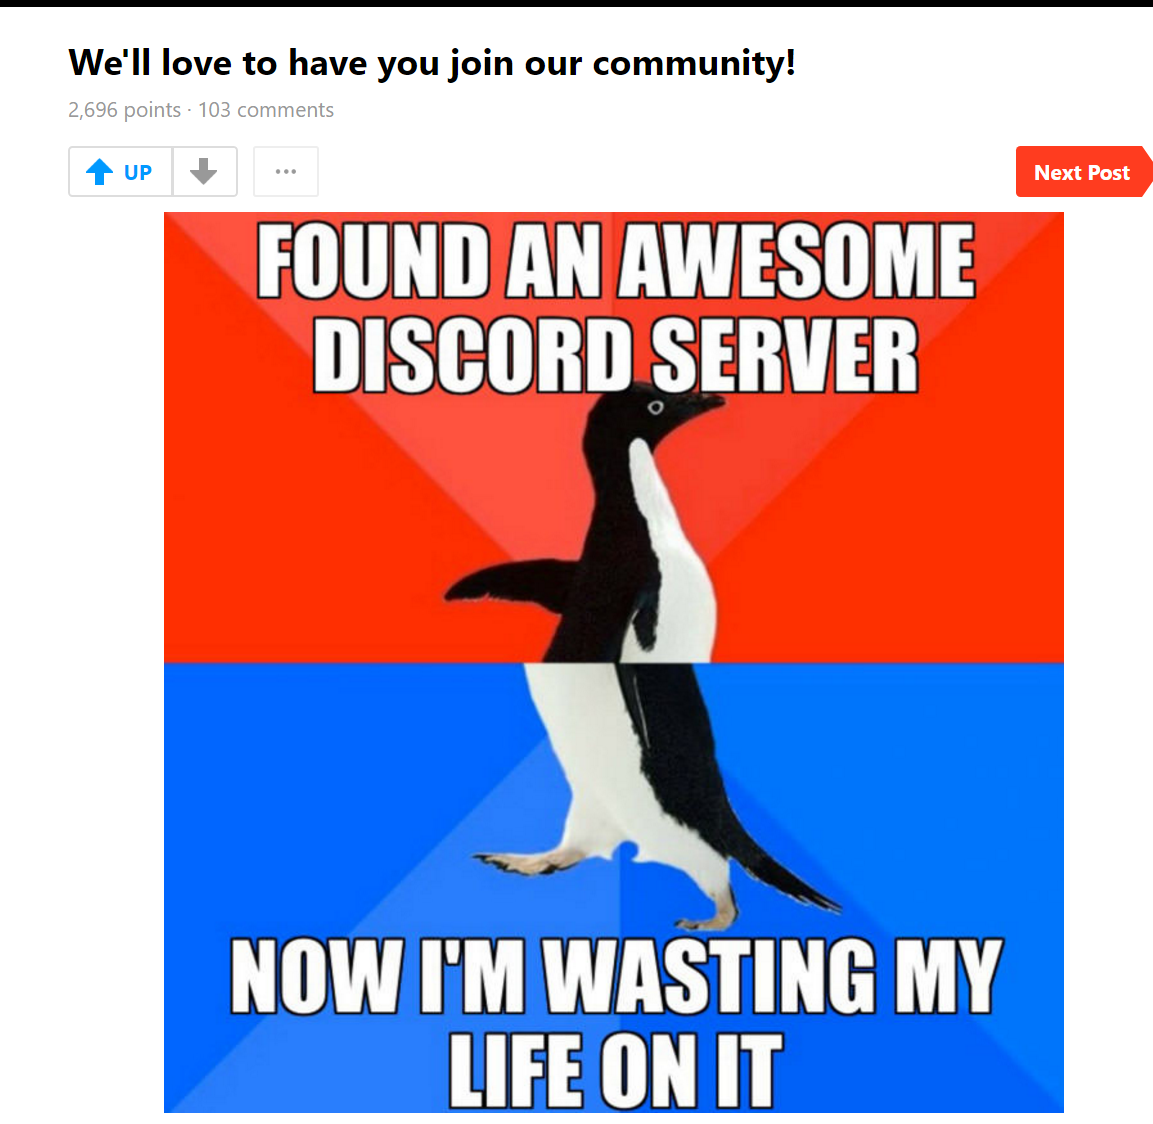 We'll love to have you join our community!
2,696 points · 103 comments
UP
Next Post
FOUND AN AWESOME
DISCORD SERVER
NOW I'M WASTING MY
LIFE ON IT